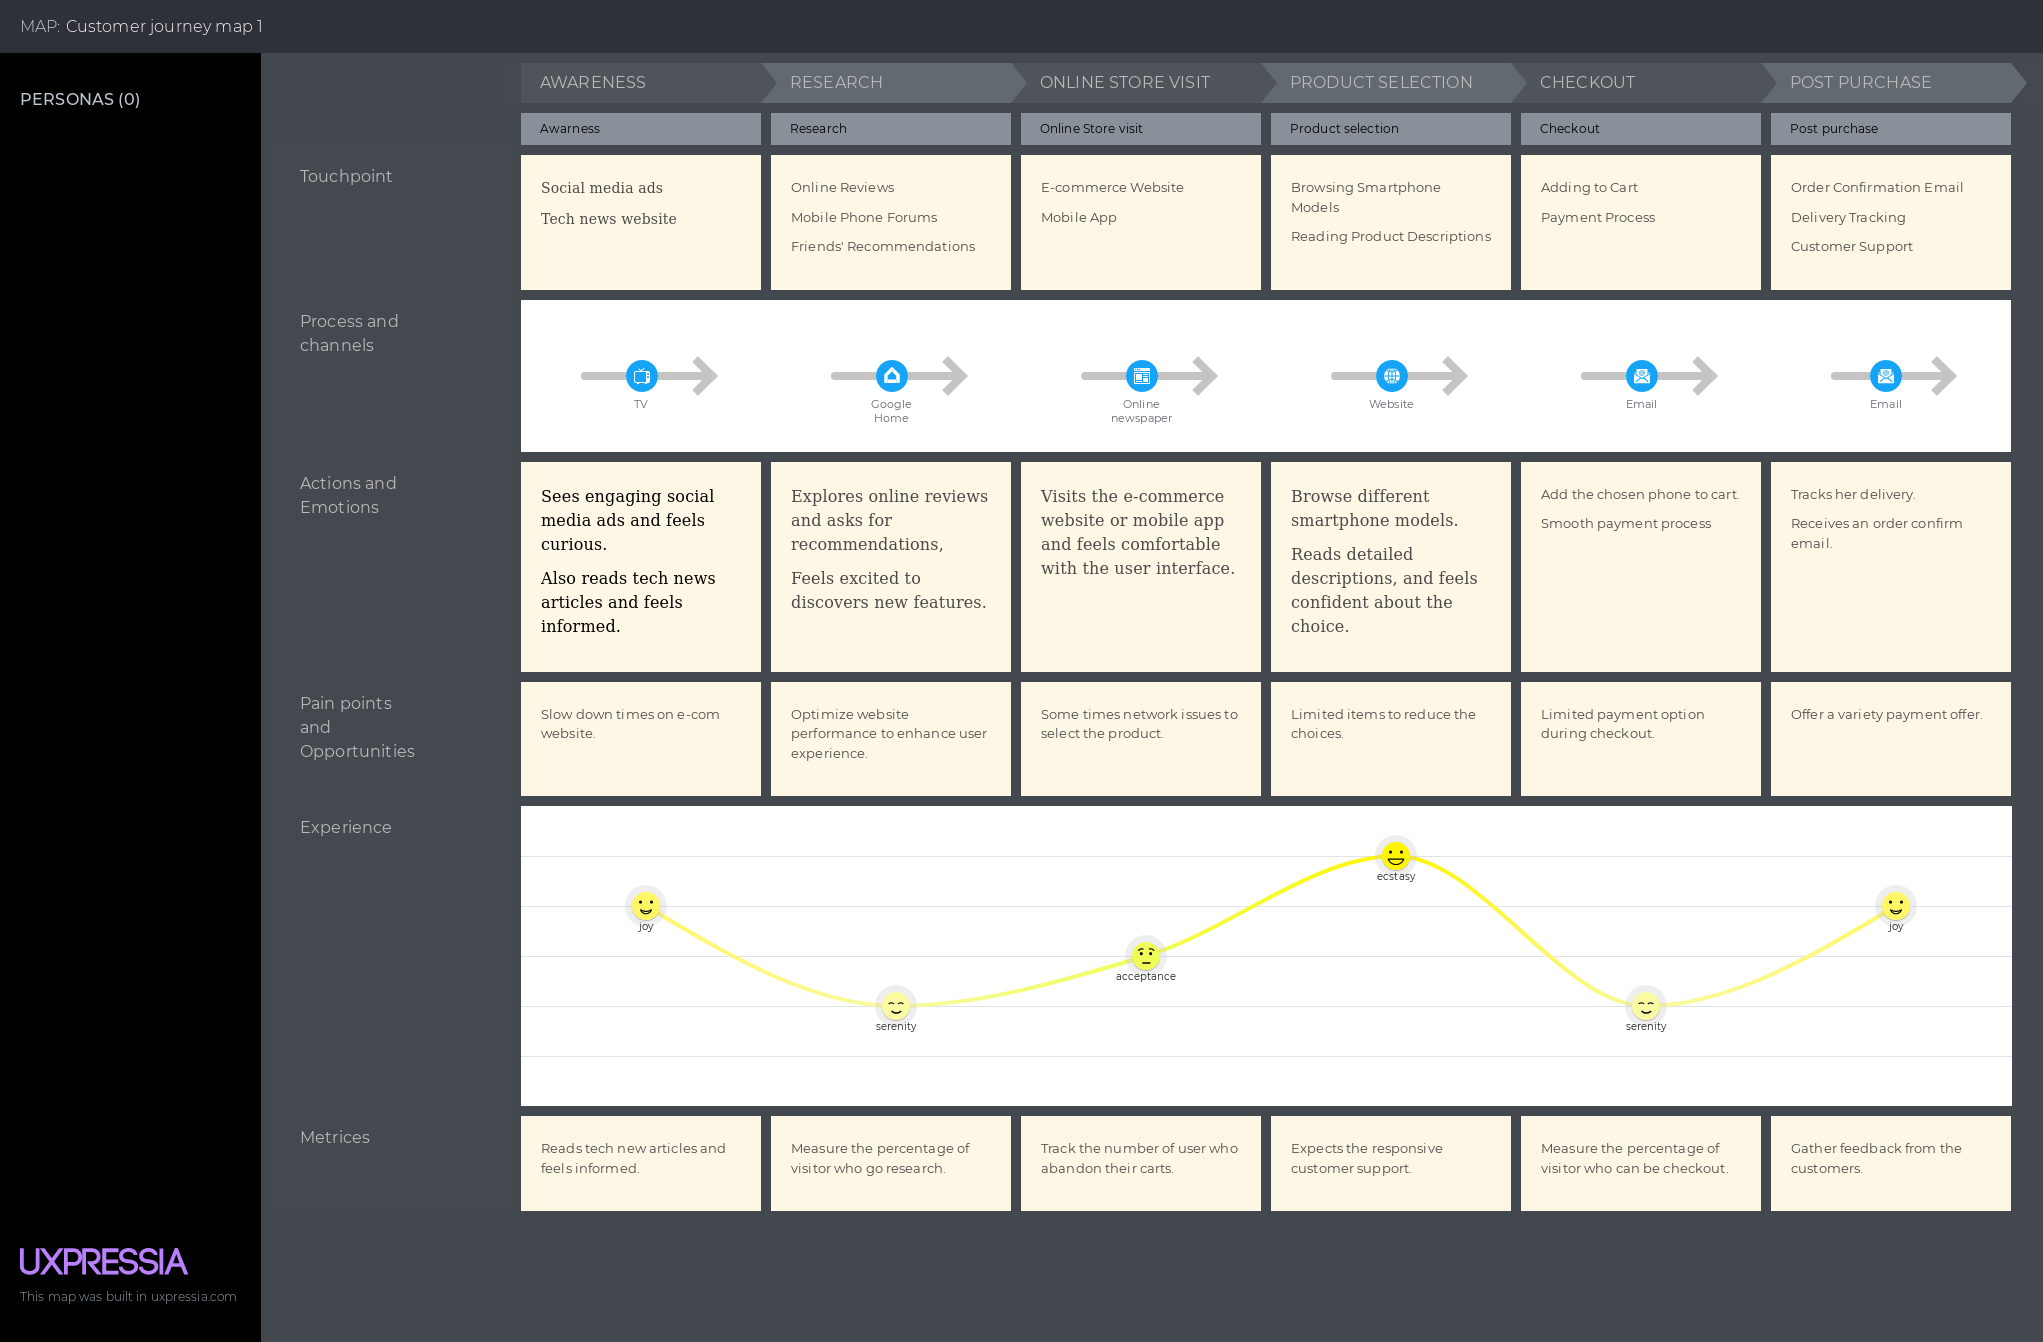 MAP: Customer journey map 1
PERSONAS (0)
AWARENESS
RESEARCH
ONLINE STORE VISIT
PRODUCT SELECTION
CHECKOUT
POST PURCHASE
Awarness
Research
Online Store visit
Product selection
Checkout
Post purchase
Touchpoint
Social media ads
Tech news website
Online Reviews
Mobile Phone Forums
Friends' Recommendations
E-commerce Website
Mobile App
Browsing Smartphone
Models
Reading Product Descriptions
Adding to Cart
Payment Process
Order Confirmation Email
Delivery Tracking
Customer Support
Process and
channels
TV
Google
Home
Online
newspaper
Website
Email
Email
Actions and
Emotions
Sees engaging social
media ads and feels
curious.
Also reads tech news
articles and feels
informed.
Explores online reviews
and asks for
recommendations,
Feels excited to
discovers new features.
Visits the e-commerce
website or mobile app
and feels comfortable
with the user interface.
Browse different
smartphone models.
Reads detailed
descriptions, and feels
confident about the
choice.
Add the chosen phone to cart.
Smooth payment process
Tracks her delivery.
Receives an order confirm
email.
Pain points
and
Opportunities
Slow down times on e-com
website.
Optimize website
performance to enhance user
experience.
Some times network issues to
select the product.
Limited items to reduce the
choices.
Limited payment option
during checkout.
Offer a variety payment offer.
Experience
joy
serenity
acceptance
ecstasy
serenity
joy
Metrices
Reads tech new articles and
feels informed.
Measure the percentage of
visitor who go research.
Track the number of user who
abandon their carts.
Expects the responsive
customer support.
Measure the percentage of
visitor who can be checkout.
Gather feedback from the
customers.
UXPRESSIA
This map was built in uxpressia.com